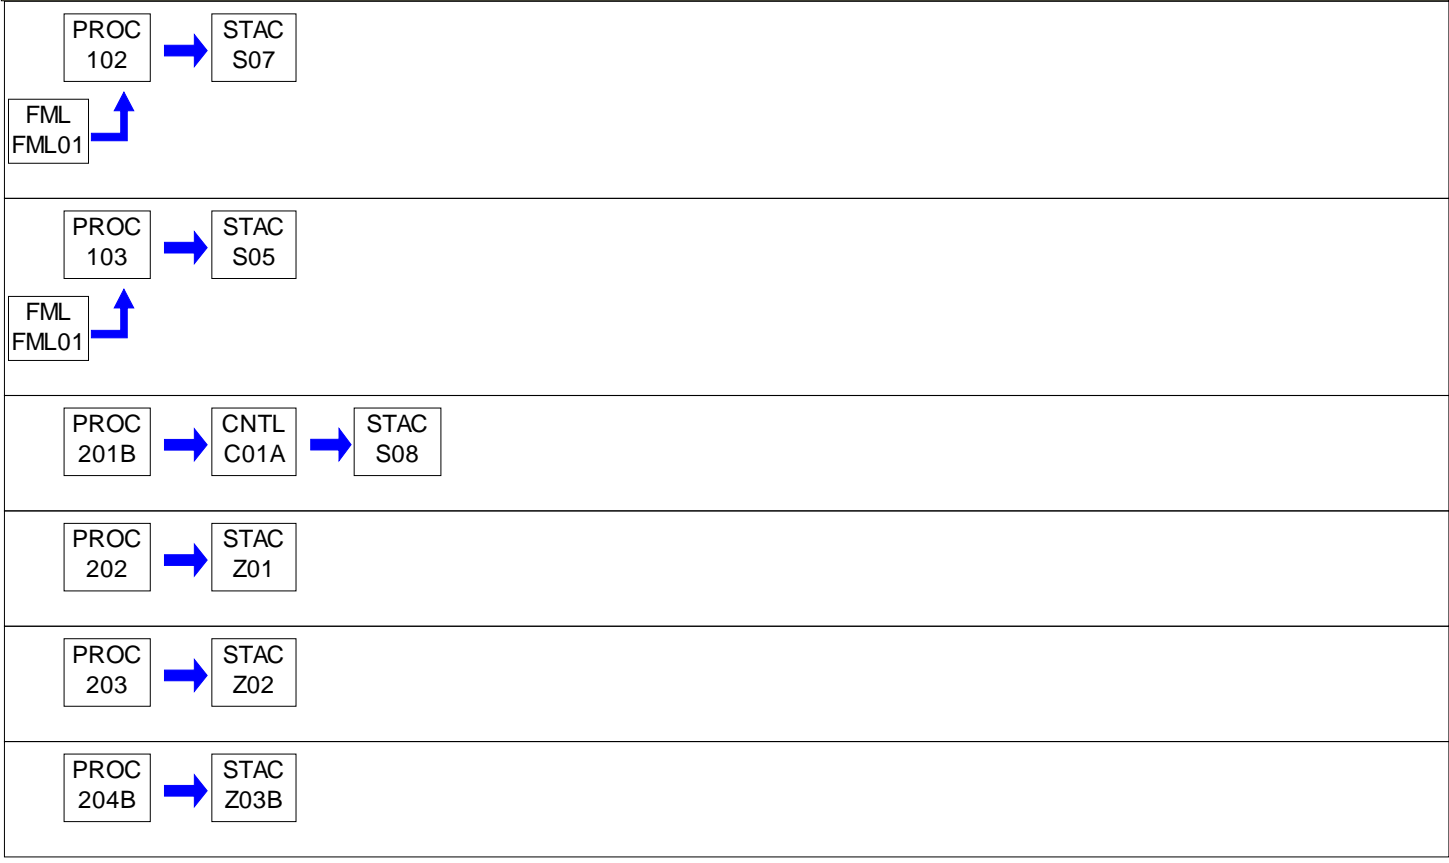 PROC
102
STAC
S07
FML
FML01
PROC
103
STAC
S05
FML
FML01
PROC
201B
CNTL
C01A
STAC
S08
PROC
202
STAC
Z01
PROC
203
STAC
Z02
PROC
204B
STAC
Z03B